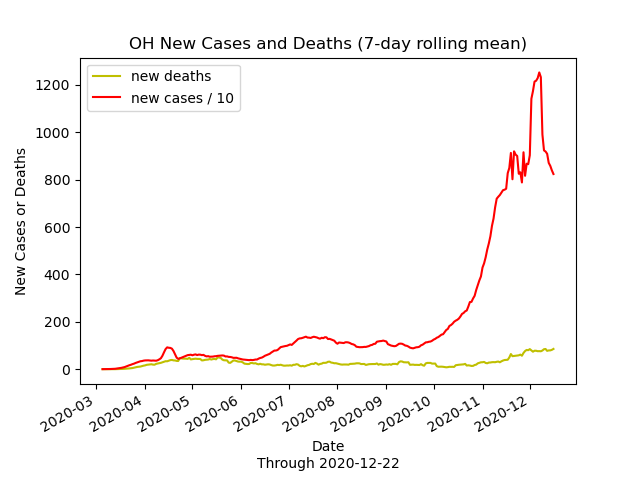 OH New Cases and Deaths (7-day rolling mean)
new deaths
new cases / 10
New Cases or Deaths
1200
1000
800
600
400
200
0
2020-03
2020-04
2020-05
2020-06
2020-07
2020-08
2020-09
2020-10
2020-11
2020-12
Date
Through 2020-12-22